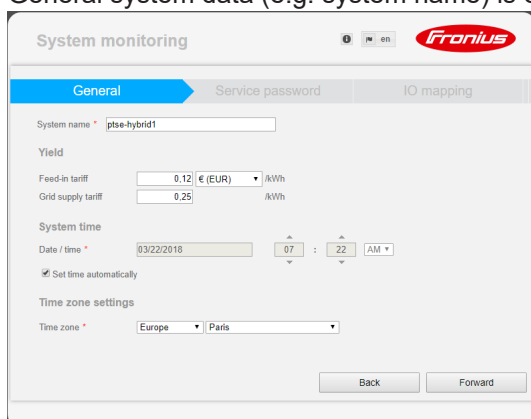 General system data (e.g. system name) is
System monitoring
en
Fronius
General
Service password
IO mapping
System name * ptse-hybrid1
Yield
Feed-in tariff 0,12 € (EUR) /kWh
Grid supply tariff 0,25 /kWh
System time
Date / time * 03/22/2018 07 : 22 AM
Set time automatically
Time zone settings
Time zone * Europe Paris
Back Forward